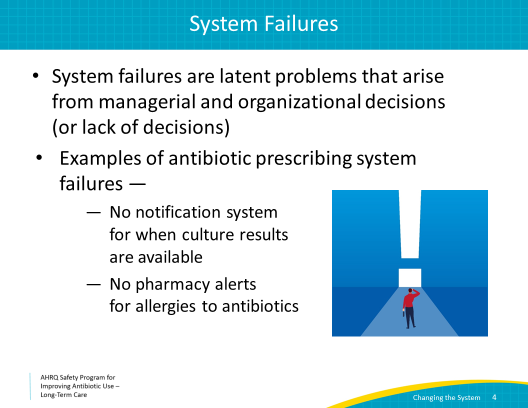 System Failures
• System failures are latent problems that arise
from managerial and organizational decisions
(or lack of decisions)
• Examples of antibiotic prescribing system
failures —
— No notification system
for when culture results
are available
— No pharmacy alerts
for allergies to antibiotics
AHRQ Safety Program for
Improving Antibiotic Use –
Long-Term Care
Changing the System 4